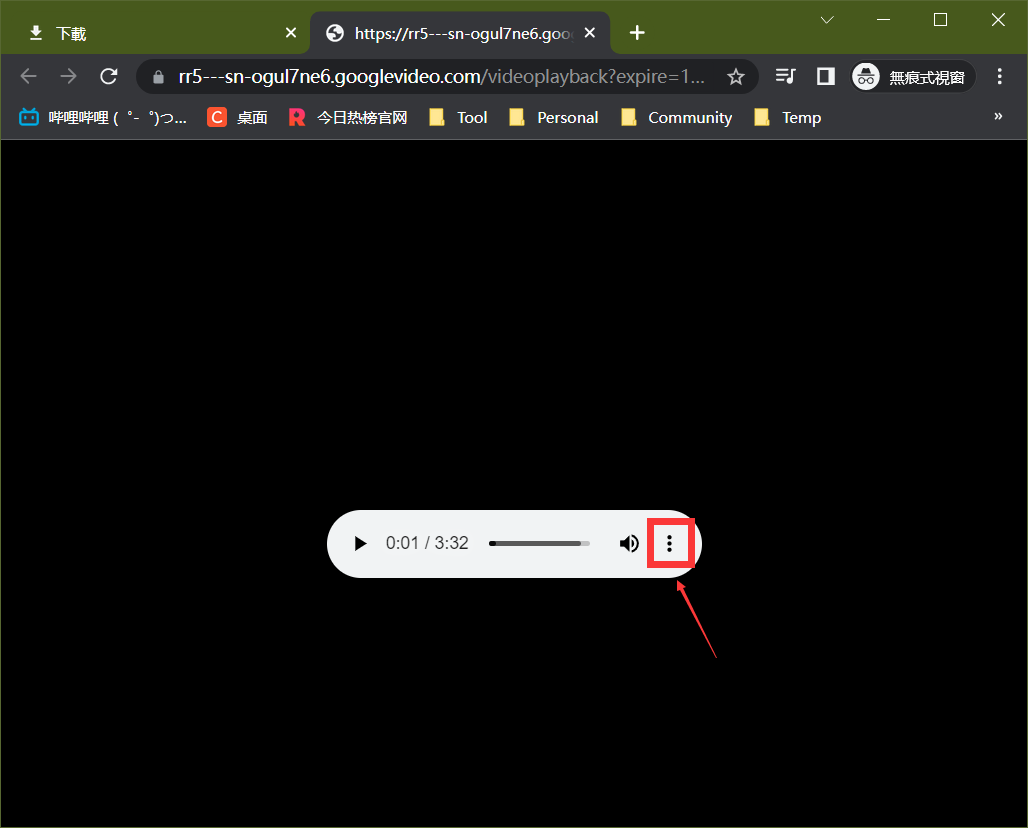 下載
https://rr5---sn-ogul7ne6.goo
rr5---sn-ogul7ne6.googlevideo.com/videoplayback?expire=1...
無痕式視窗
哔哩哔哩 (゜-゜)つ...
C 桌面
R 今日热榜官网
Tool
Personal
Community
Temp
»
0:01 / 3:32